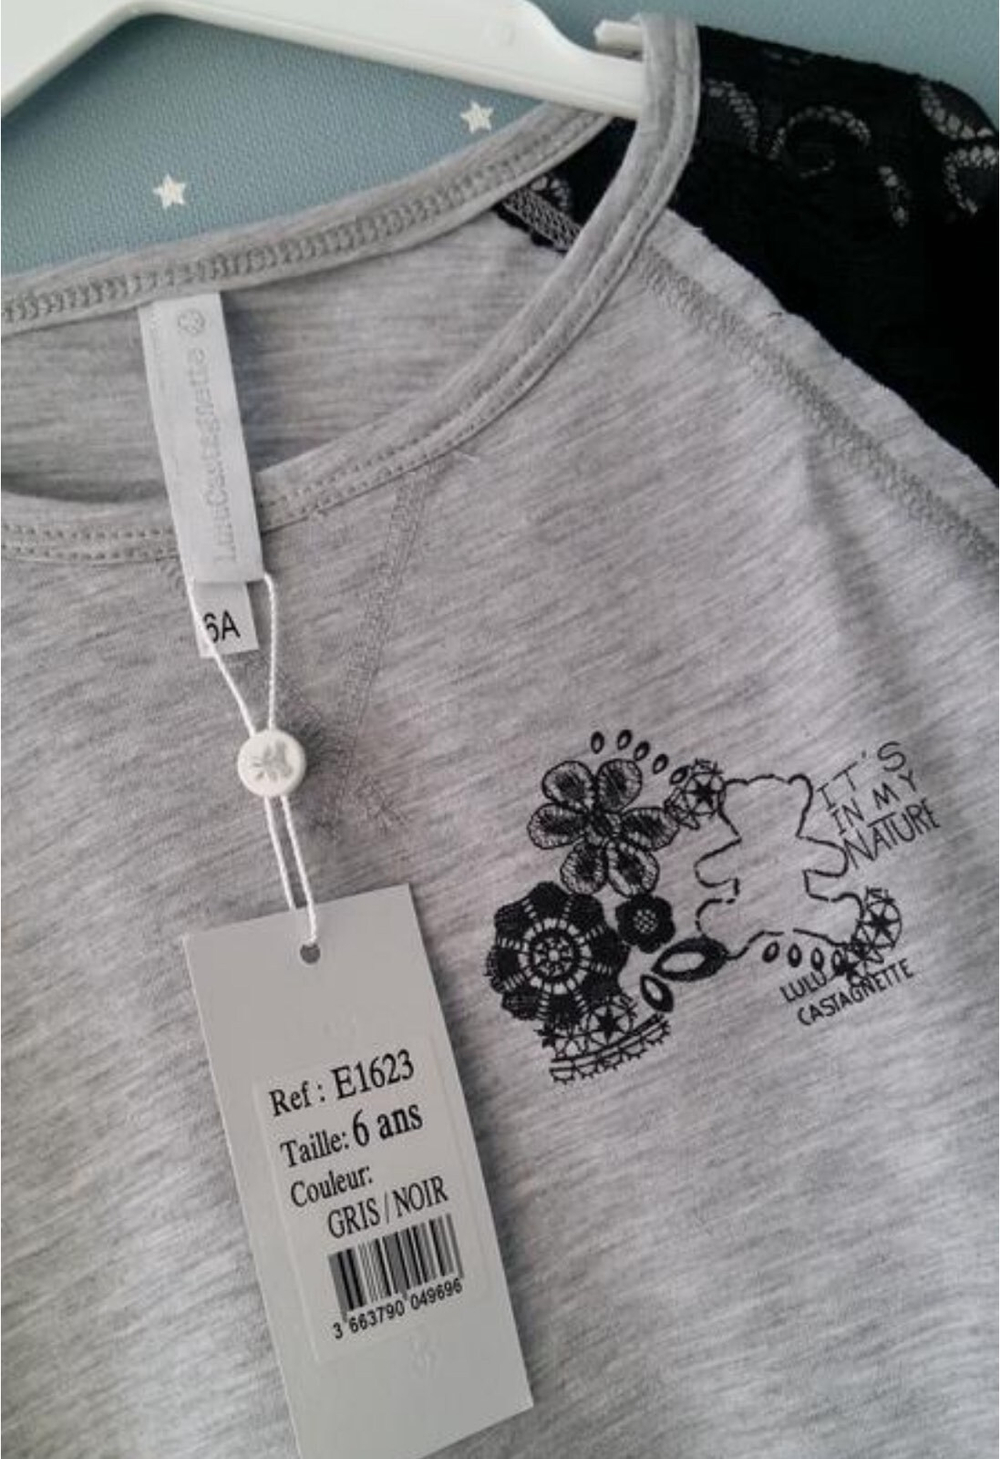 LuluCastagnette
6A
IT'S
IN MY
NATURE
LULU
CASTAGNETTE
Ref : E1623
Taille: 6 ans
Couleur:
GRIS / NOIR
3 663790 049696